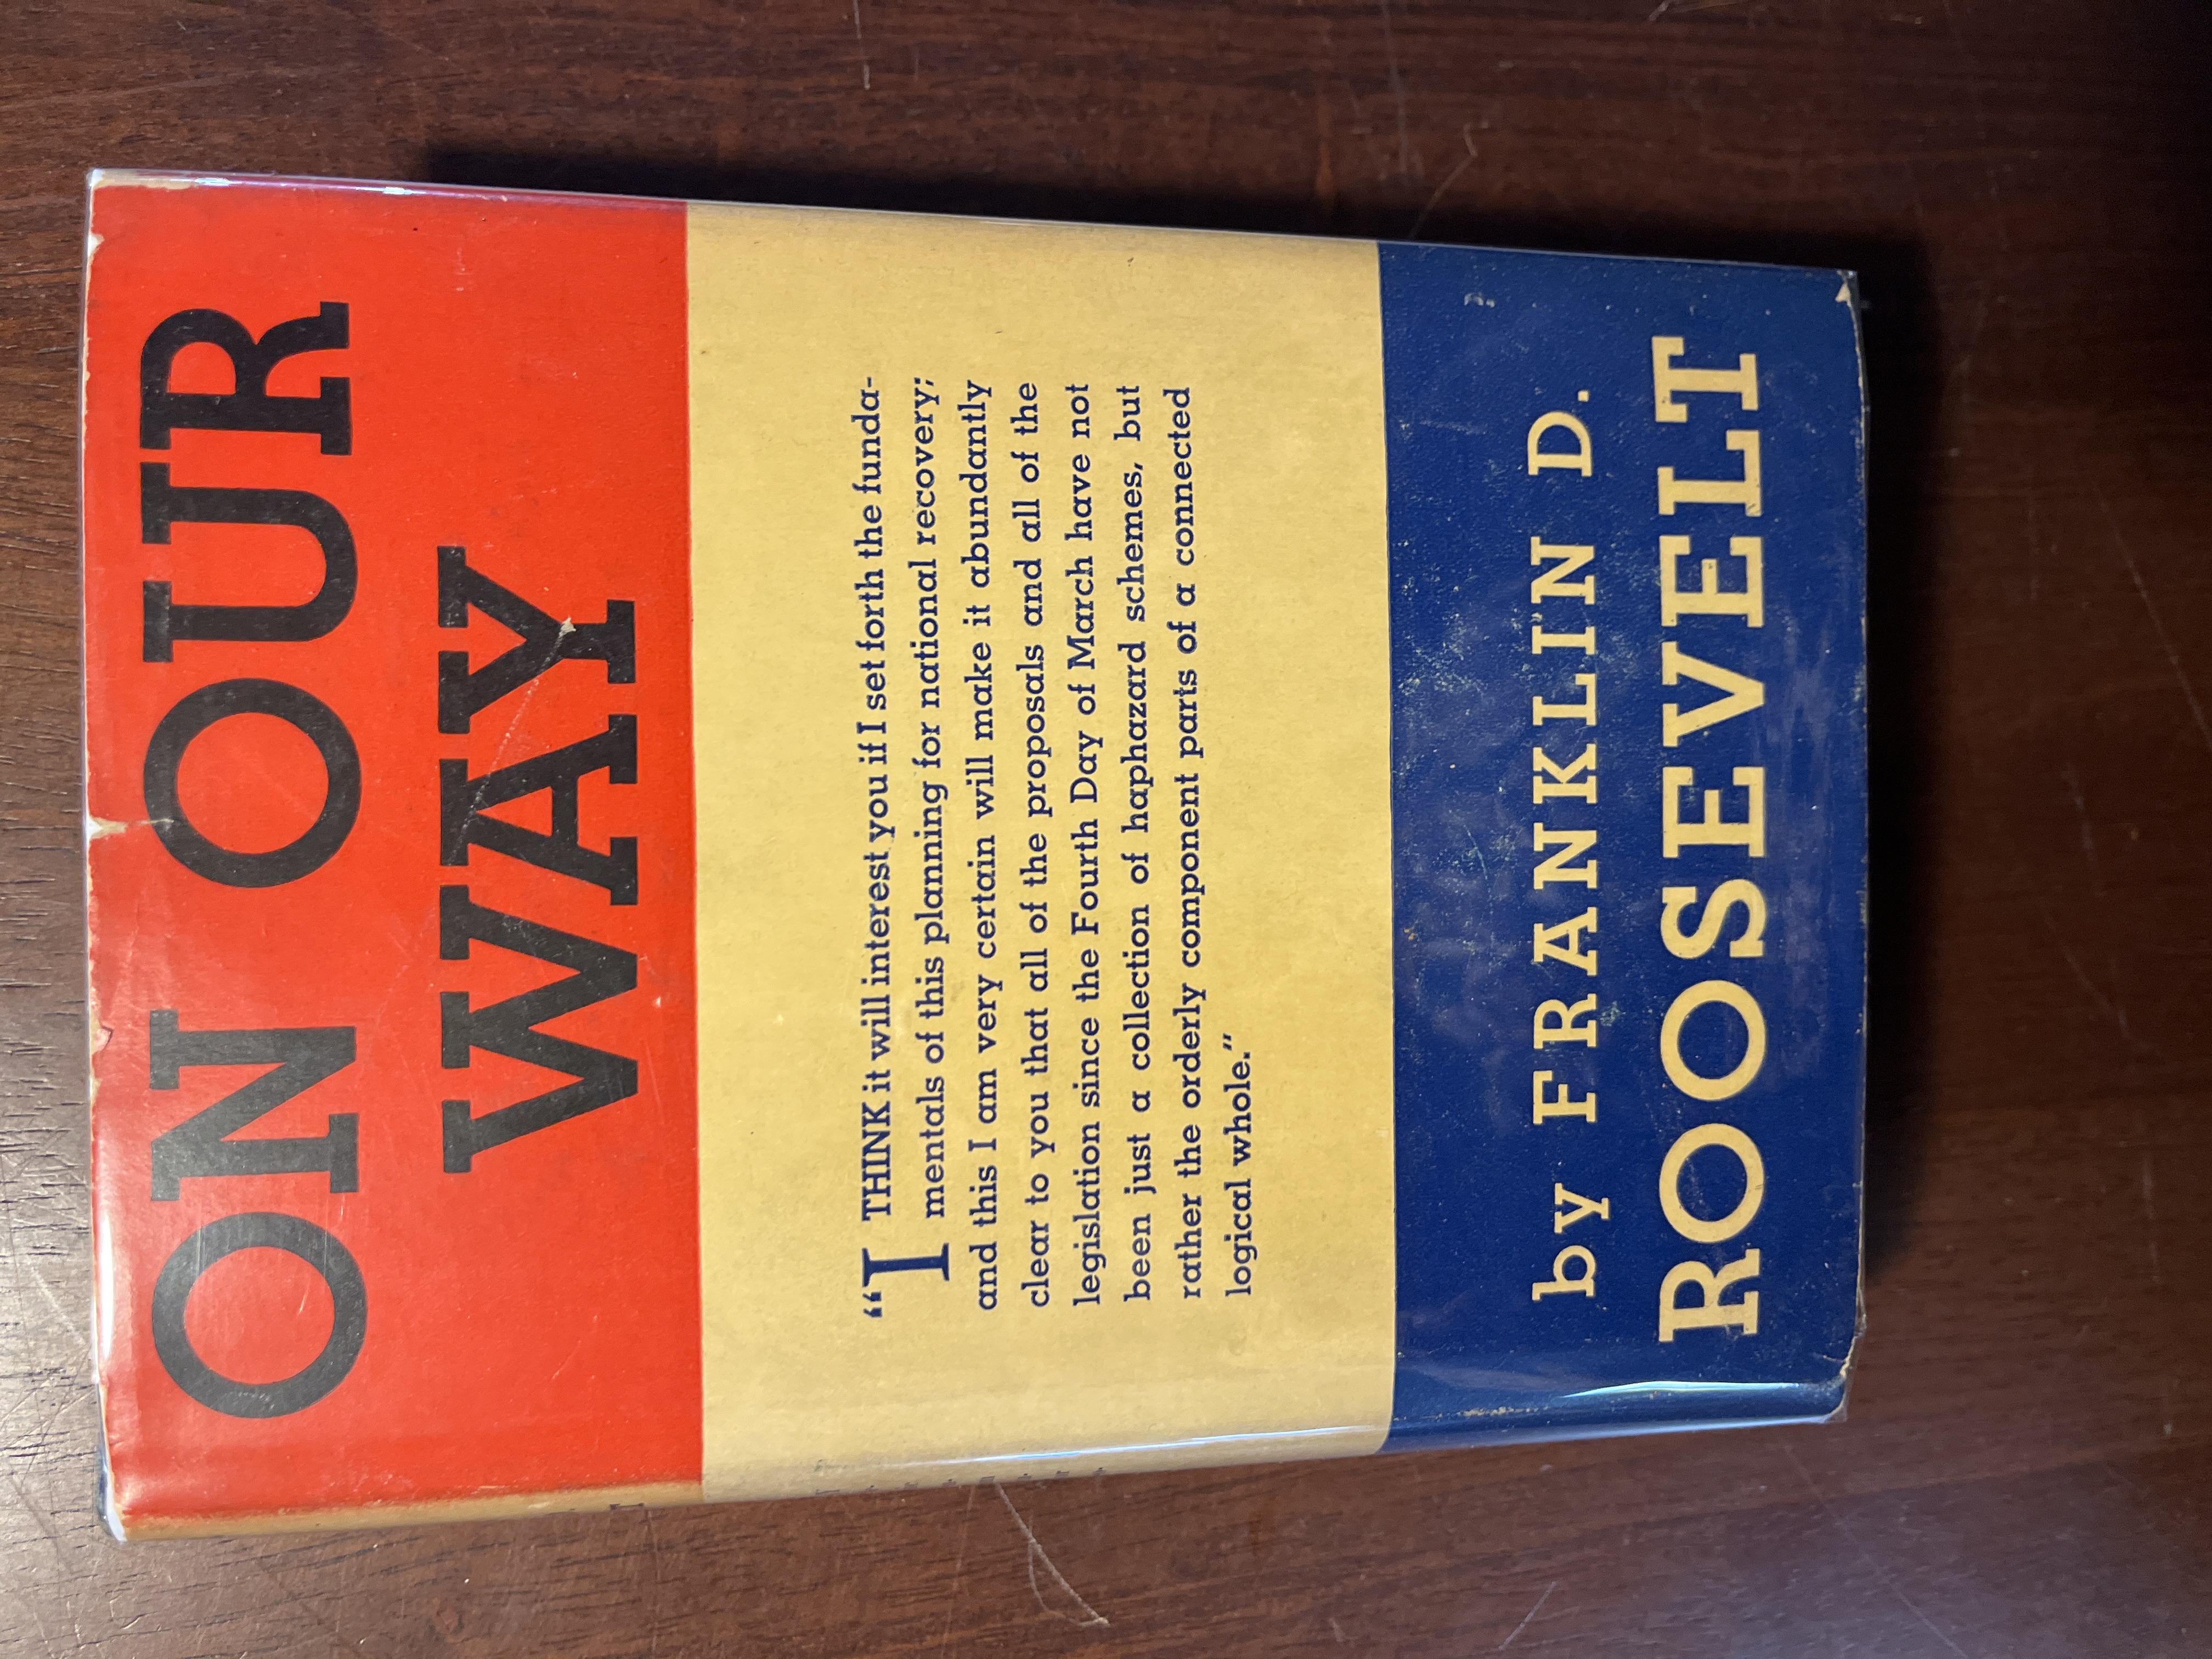 ON OUR
WAY
"I THINK it will interest you if I set forth the funda-
mentals of this planning for national recovery;
and this I am very certain will make it abundantly
clear to you that all of the proposals and all of the
legislation since the Fourth Day of March have not
been just a collection of haphazard schemes, but
rather the orderly component parts of a connected
logical whole."
by FRANKLIN D.
ROOSEVELT